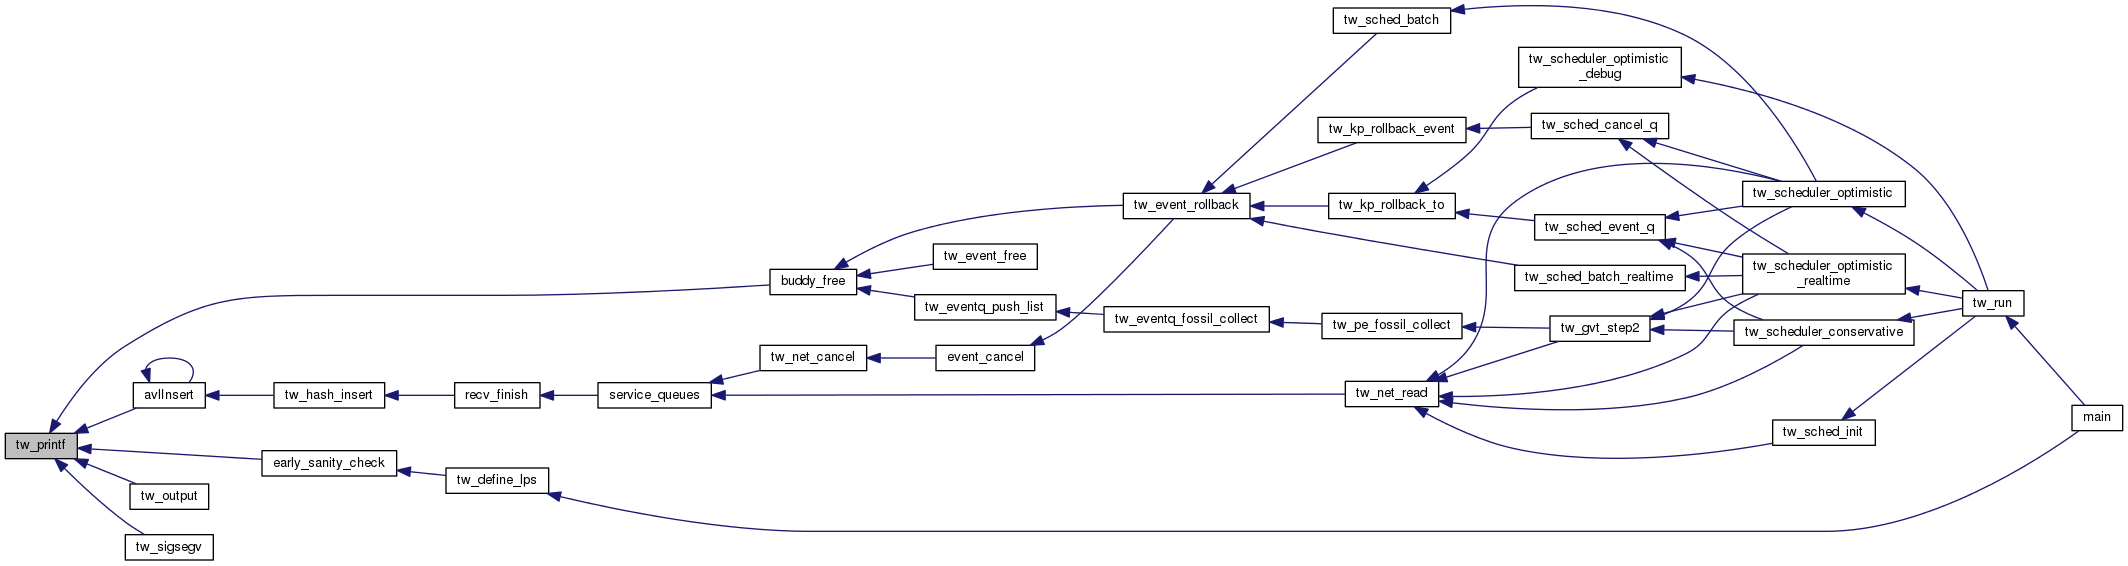 tw_printf
avlInsert
early_sanity_check
tw_output
tw_sigsegv
tw_hash_insert
tw_define_lps
recv_finish
service_queues
buddy_free
tw_net_cancel
tw_event_free
tw_eventq_push_list
event_cancel
tw_event_rollback
tw_eventq_fossil_collect
tw_sched_batch
tw_kp_rollback_event
tw_kp_rollback_to
tw_pe_fossil_collect
tw_net_read
tw_scheduler_optimistic
_debug
tw_sched_cancel_q
tw_sched_event_q
tw_sched_batch_realtime
tw_gvt_step2
tw_scheduler_optimistic
tw_scheduler_optimistic
_realtime
tw_scheduler_conservative
tw_sched_init
tw_run
main